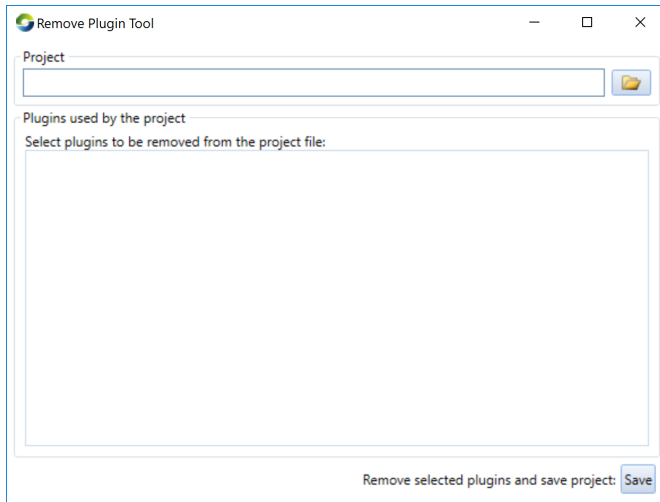 Remove Plugin Tool
Project
Plugins used by the project
Select plugins to be removed from the project file:
Remove selected plugins and save project: Save